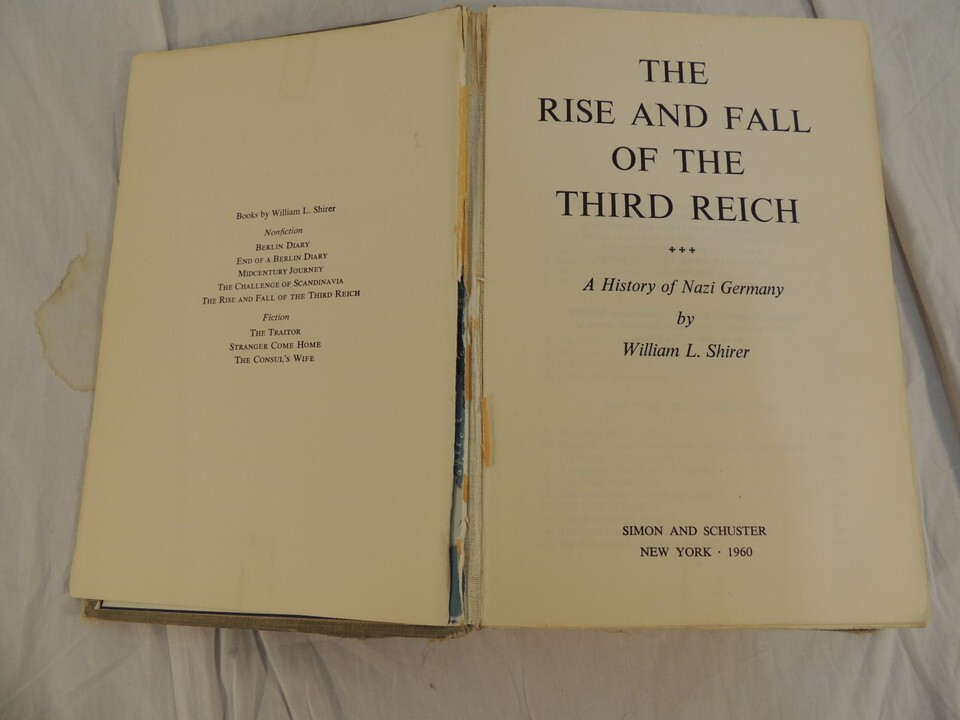 Books by William L. Shirer
Nonfiction
BERLIN DIARY
END OF A BERLIN DIARY
MIDCENTURY JOURNEY
THE CHALLENGE OF SCANDINAVIA
THE RISE AND FALL OF THE THIRD REICH
Fiction
THE TRAITOR
STRANGER COME HOME
THE CONSUL'S WIFE
THE
RISE AND FALL
OF THE
THIRD REICH
A History of Nazi Germany
by
William L. Shirer
SIMON AND SCHUSTER
NEW YORK · 1960